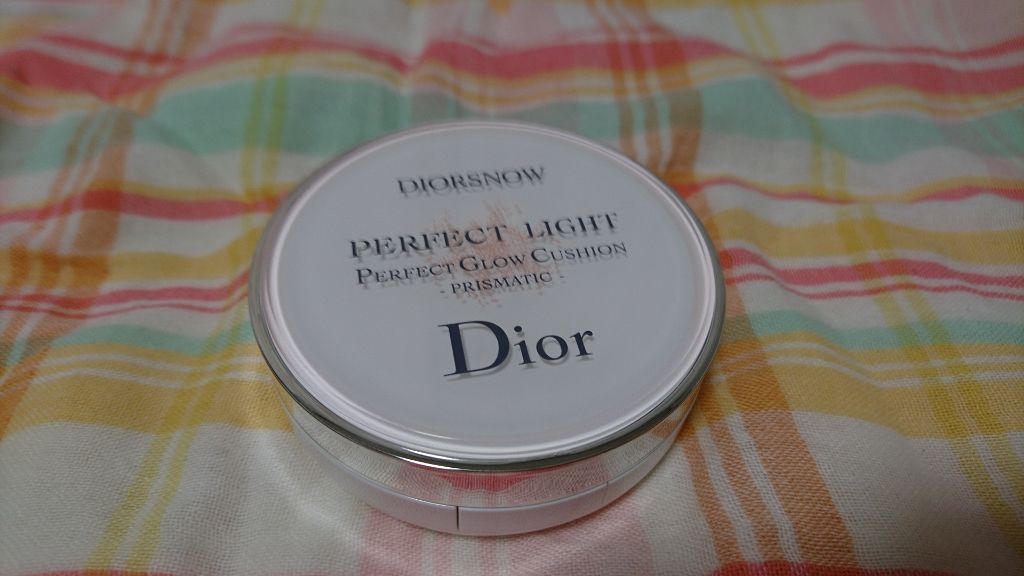 DIORSNOW
PERFECT LIGHT
PERFECT GLOW CUSHION
- PRISMATIC -
Dior